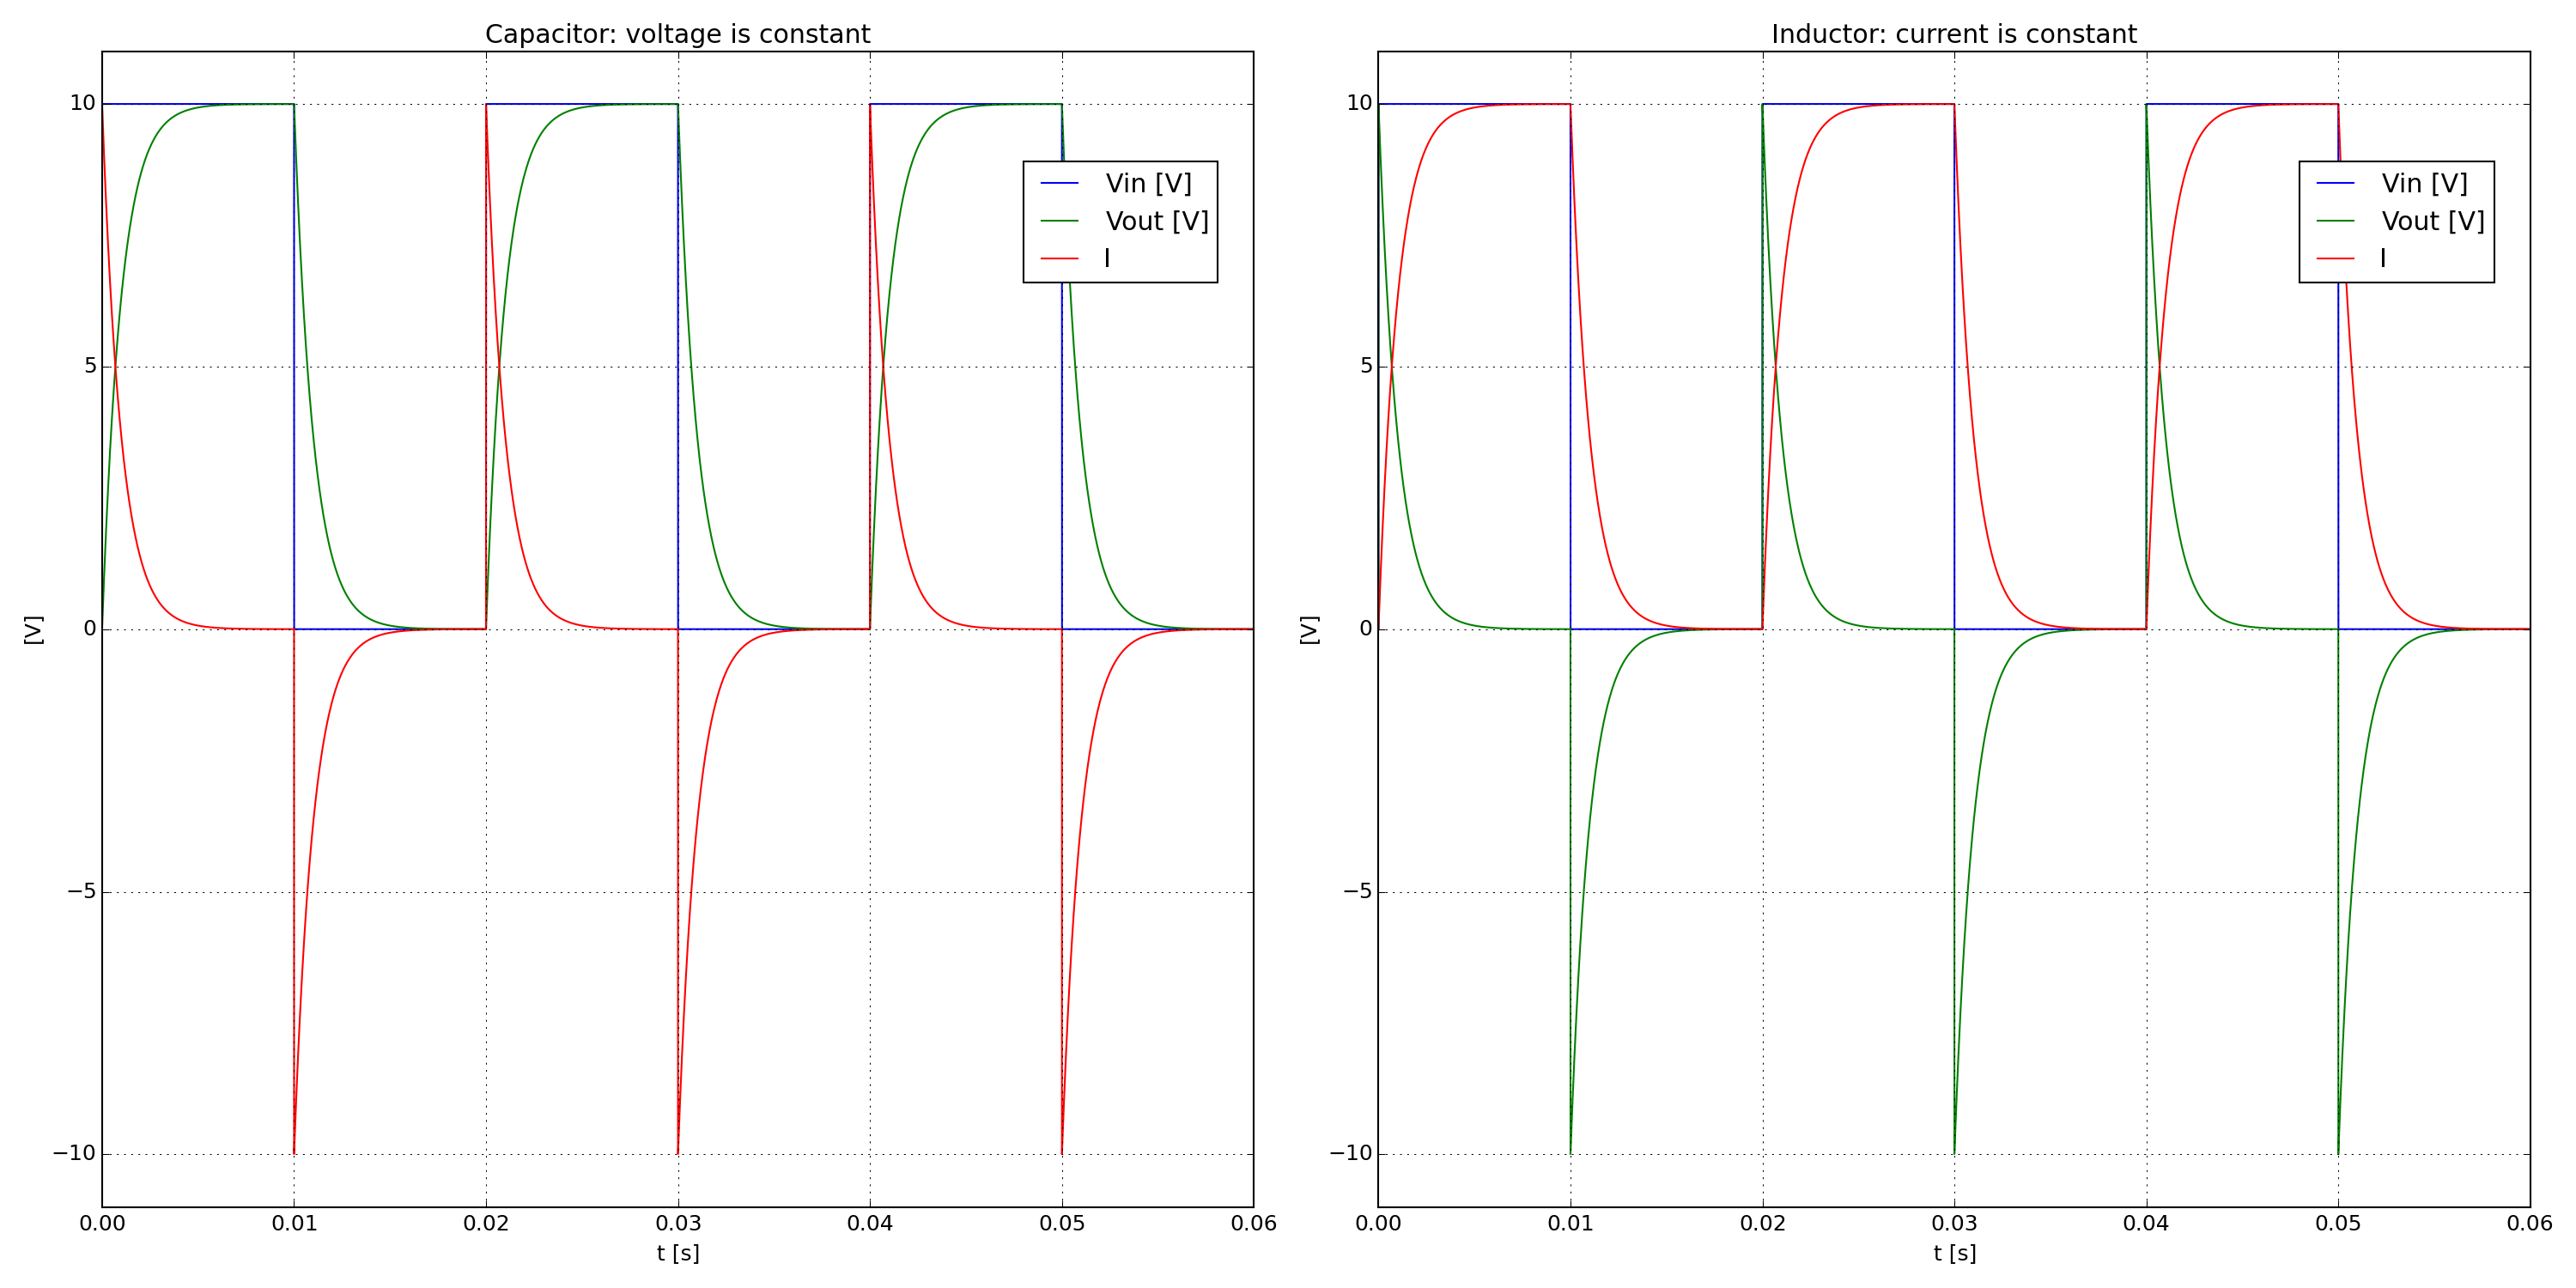 Capacitor: voltage is constant
10
5
0
−5
−10
[V]
Vin [V]
Vout [V]
I
0.00 0.01 0.02 0.03 0.04 0.05 0.06
t [s]
Inductor: current is constant
10
5
0
−5
−10
[V]
Vin [V]
Vout [V]
I
0.00 0.01 0.02 0.03 0.04 0.05 0.06
t [s]